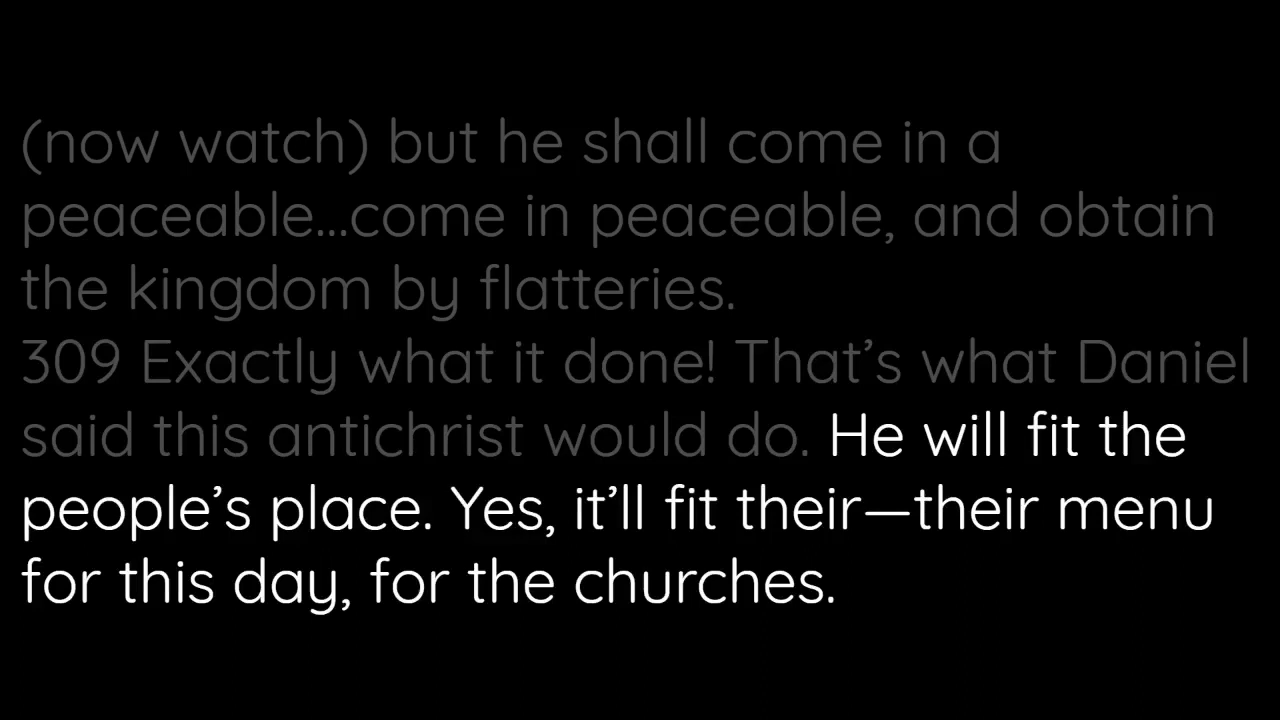 (now watch) but he shall come in a
peaceable...come in peaceable, and obtain
the kingdom by flatteries.
309 Exactly what it done! That’s what Daniel
said this antichrist would do. He will fit the
people’s place. Yes, it’ll fit their—their menu
for this day, for the churches.